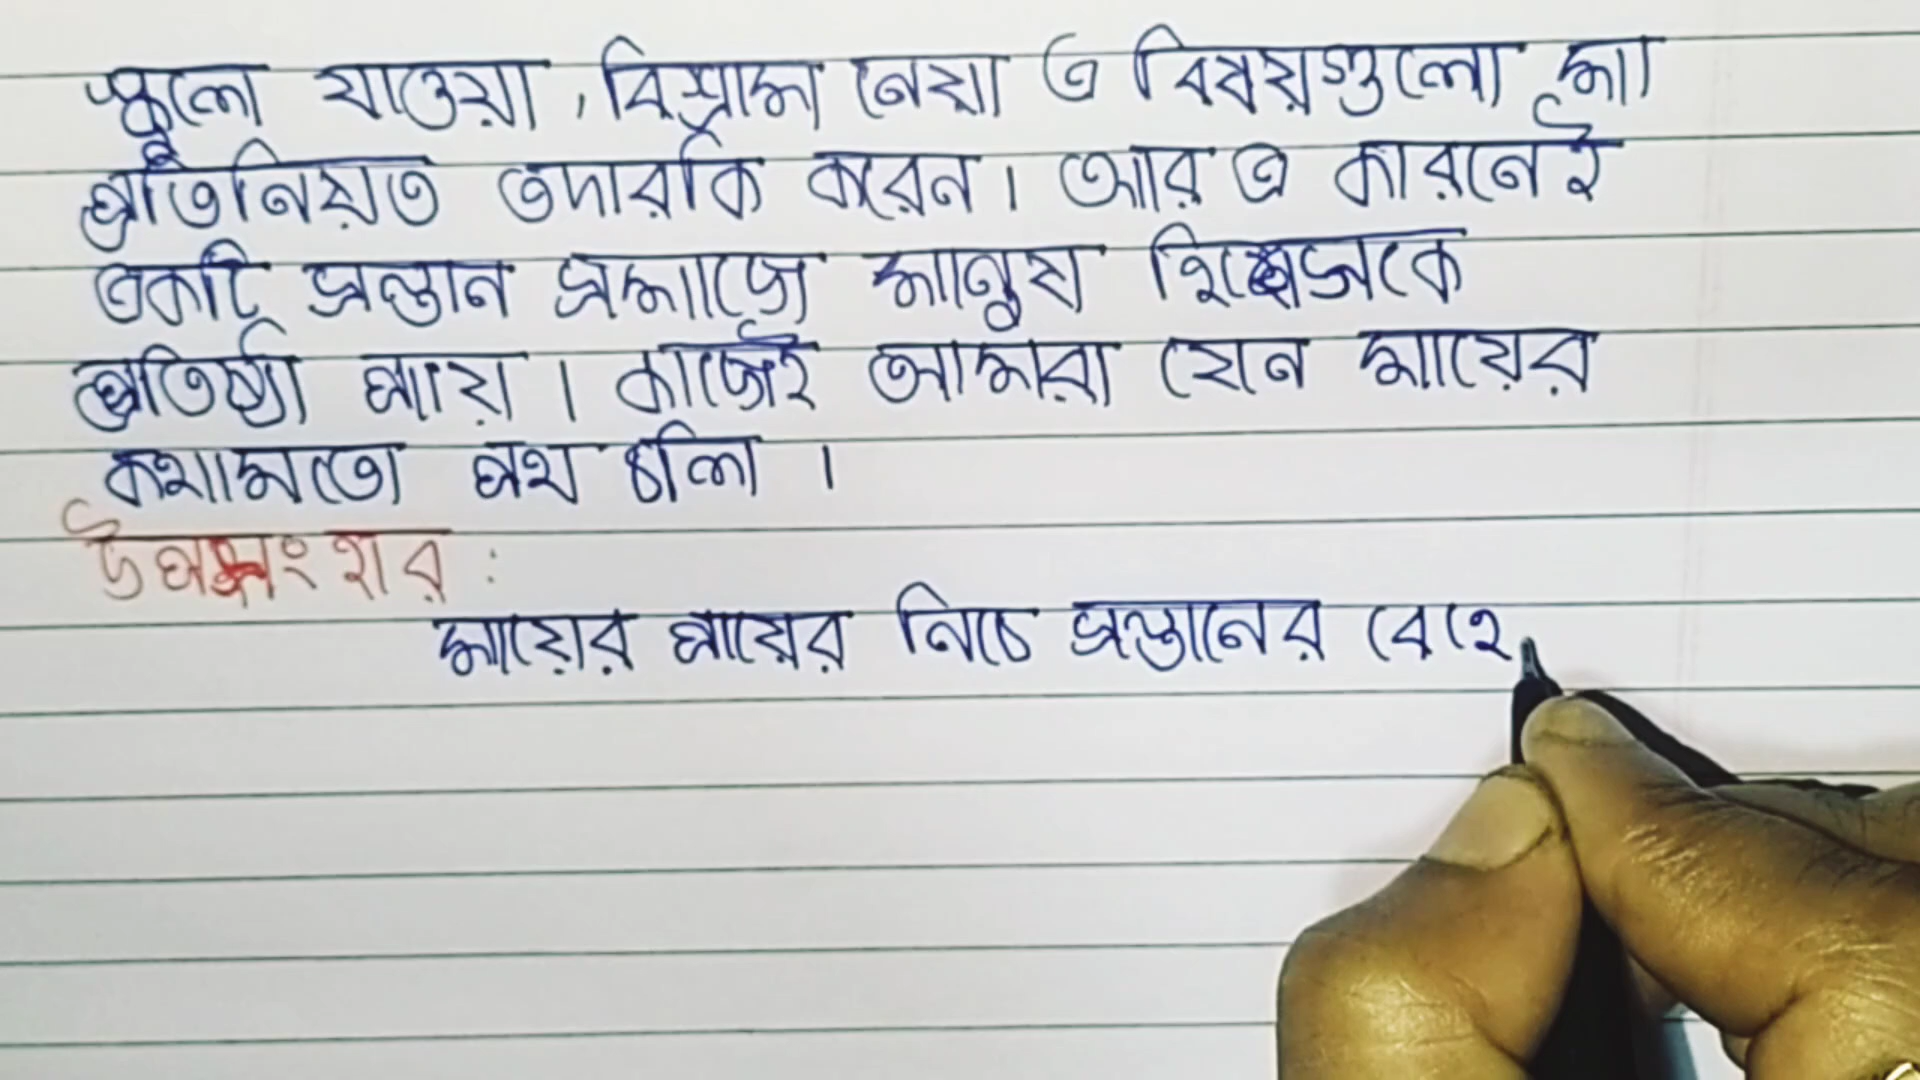 স্কুলে যাওয়া, বিশ্রাম নেয়া এ বিষয়গুলো মা
প্রতিনিয়ত তদারকি করেন। আর এ কারনেই
একটি সন্তান সমাজে মানুষ হিসেবে
প্রতিষ্ঠা পায়। কাজেই আমরা যেন মায়ের
কথামতো পথ চলি।
উপসংহার:
মায়ের পায়ের নিচে সন্তানের বেহে